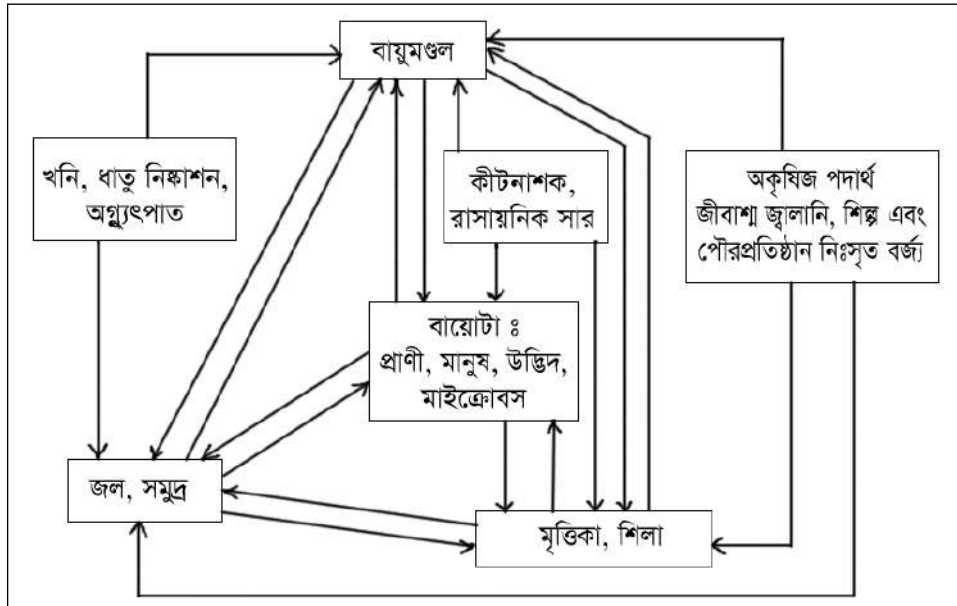 বায়ুমণ্ডল
খনি, ধাতু নিষ্কাশন,
অগ্ন্যুৎপাত
কীটনাশক,
রাসায়নিক সার
অকৃষিজ পদার্থ
জীবাশ্ম জ্বালানি, শিল্প এবং
পৌরপ্রতিষ্ঠান নিঃসৃত বর্জ্য
বায়োটা ঃ
প্রাণী, মানুষ, উদ্ভিদ,
মাইক্রোবস
জল, সমুদ্র
মৃত্তিকা, শিলা